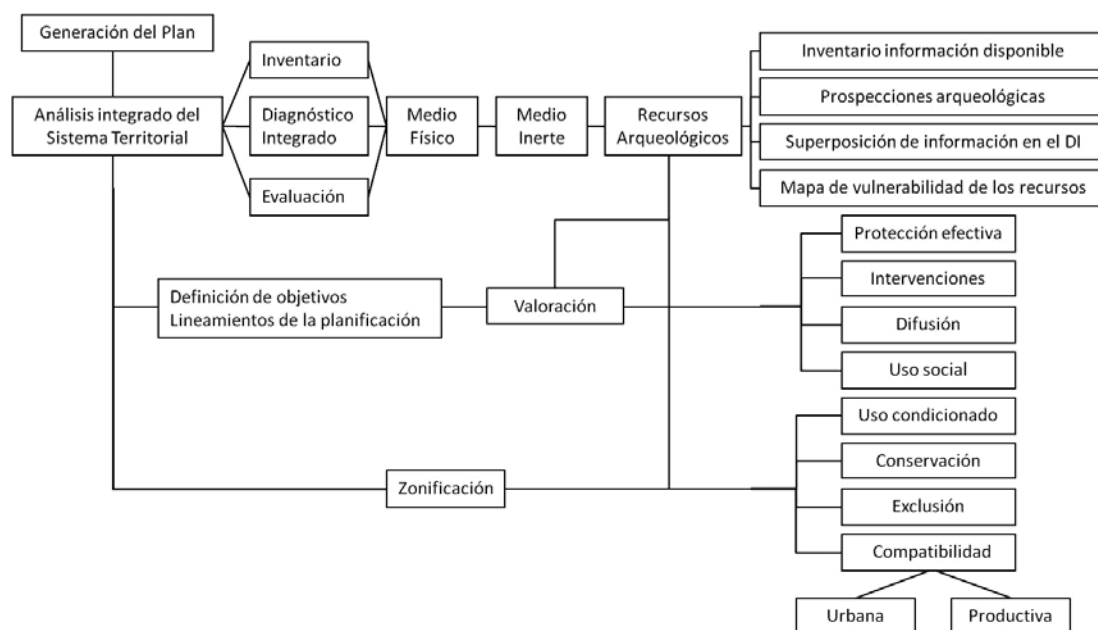 Generación del Plan
Análisis integrado del
Sistema Territorial
Inventario
Diagnóstico
Integrado
Evaluación
Medio
Físico
Medio
Inerte
Recursos
Arqueológicos
Inventario información disponible
Prospecciones arqueológicas
Superposición de información en el DI
Mapa de vulnerabilidad de los recursos
Definición de objetivos
Lineamientos de la planificación
Valoración
Protección efectiva
Intervenciones
Difusión
Uso social
Zonificación
Uso condicionado
Conservación
Exclusión
Compatibilidad
Urbana
Productiva